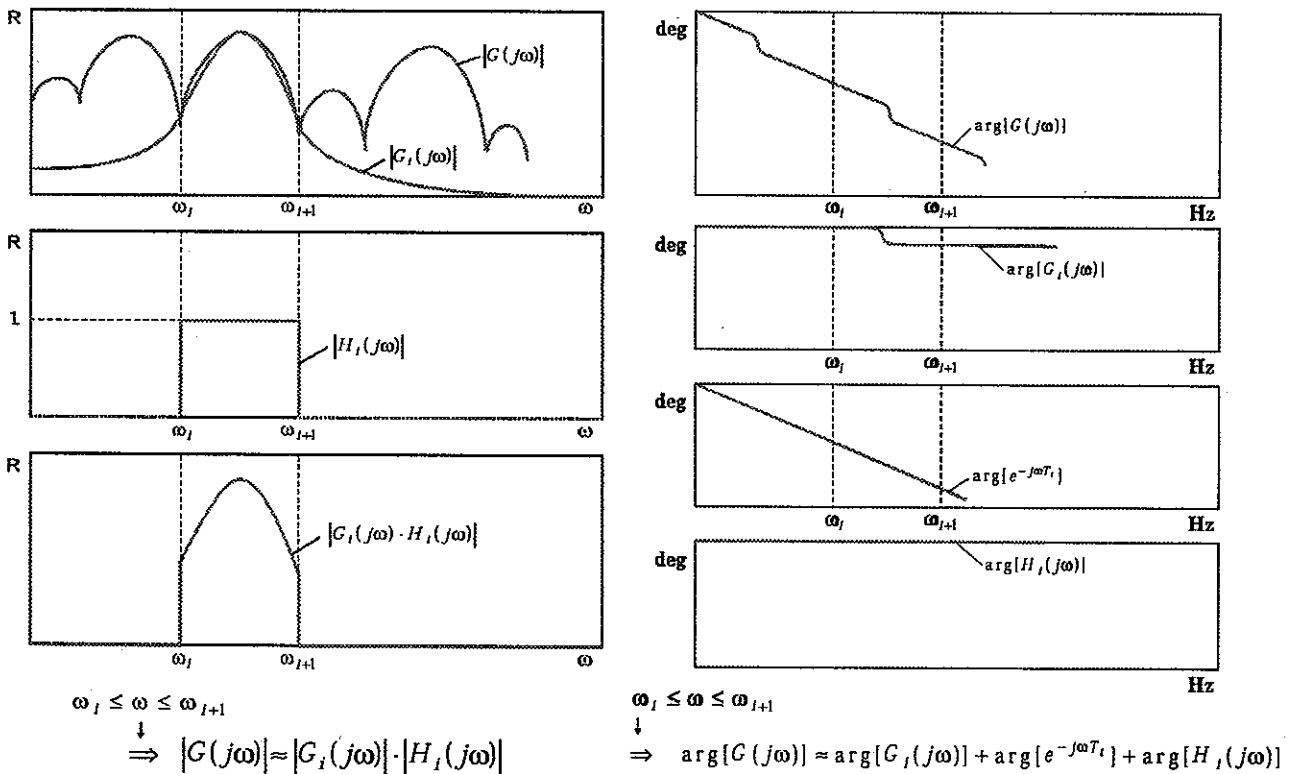 R
|G(jω)|
|G_i(jω)|
ω_i ω_{i+1} ω
R
1
|H_i(jω)|
ω_i ω_{i+1} ω
R
|G_i(jω) · H_i(jω)|
ω_i ω_{i+1} ω
ω_i ≤ ω ≤ ω_{i+1}
↓
⇒ |G(jω)| ≈ |G_i(jω)| · |H_i(jω)|
deg
arg{G(jω)}
ω_i ω_{i+1} Hz
deg
arg[G_i(jω)|
ω_i ω_{i+1} Hz
deg
arg{e^{-jωT_t}}
ω_i ω_{i+1} Hz
deg
arg[H_i(jω)|
Hz
ω_i ≤ ω ≤ ω_{i+1}
↓
⇒ arg[G(jω)] ≈ arg[G_i(jω)] + arg[e^{-jωT_t}] + arg[H_i(jω)]